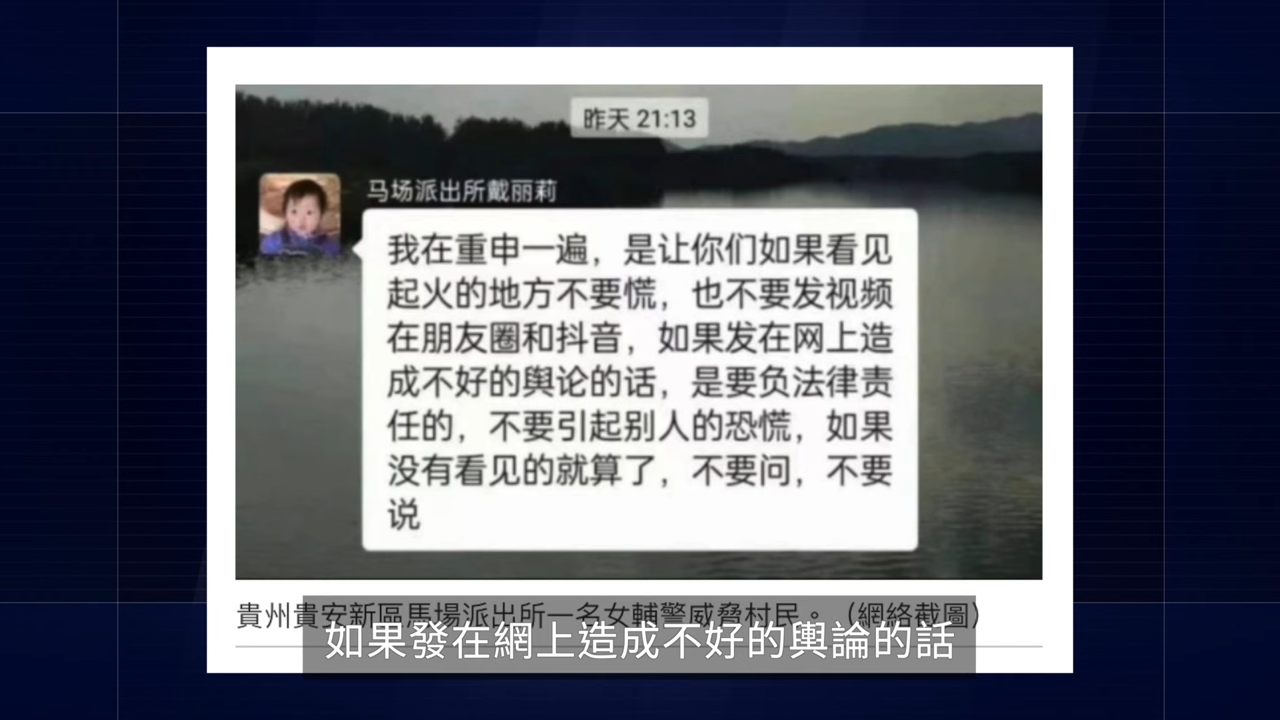 昨天 21:13
马场派出所戴丽莉
我在重申一遍，是让你们如果看见
起火的地方不要慌，也不要发视频
在朋友圈和抖音，如果发在网上造
成不好的舆论的话，是要负法律责
任的，不要引起别人的恐慌，如果
没有看见的就算了，不要问，不要
说
貴州貴安新區馬場派出所一名女輔警威脅村民。（網絡截圖）
如果發在網上造成不好的輿論的話